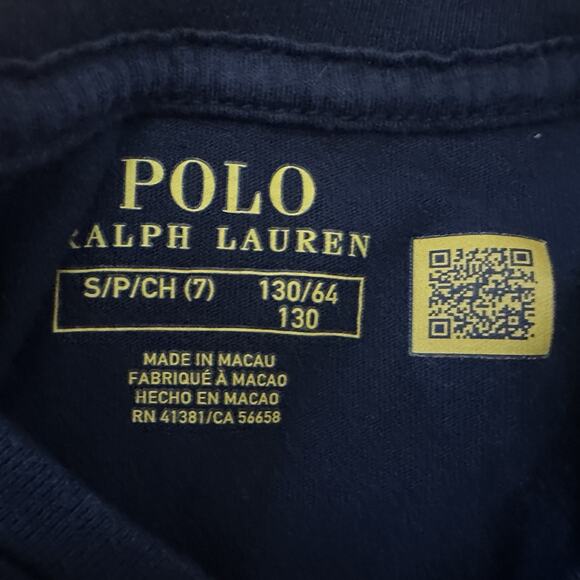 POLO
RALPH LAUREN
S/P/CH (7) 130/64
130
MADE IN MACAU
FABRIQUÉ À MACAO
HECHO EN MACAO
RN 41381/CA 56658